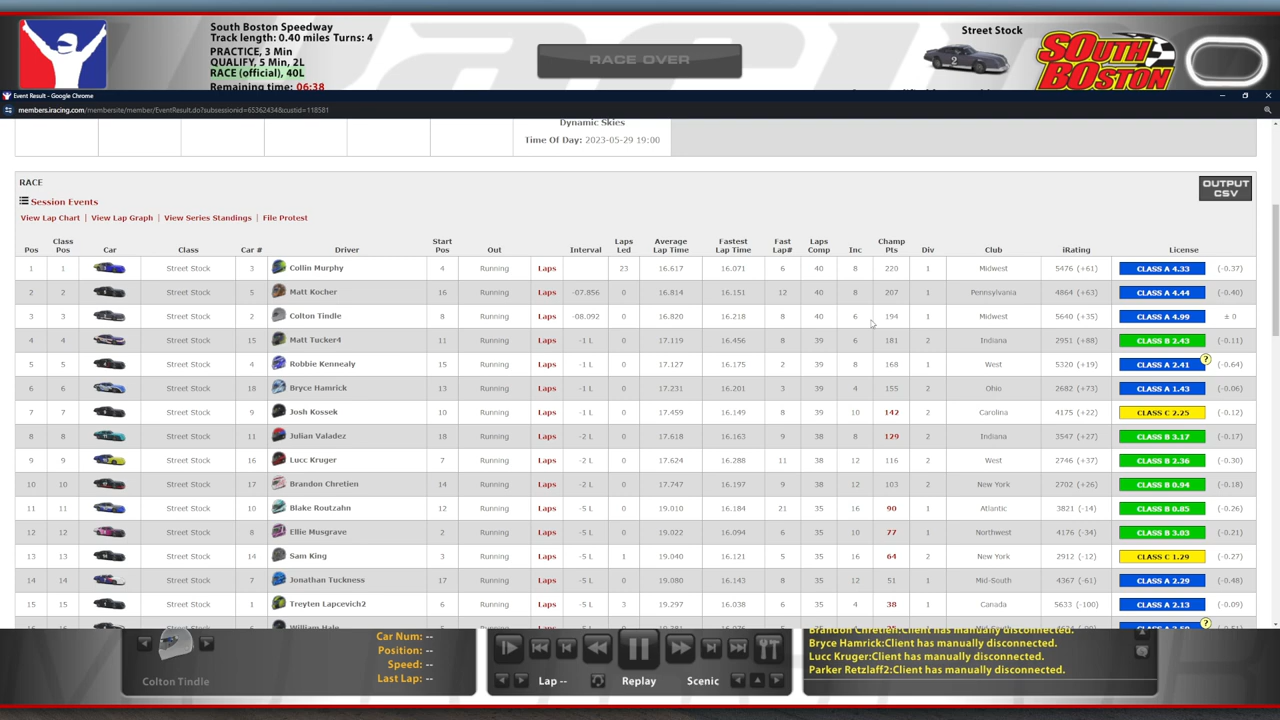 South Boston Speedway
Track length: 0.40 miles Turns: 4
PRACTICE, 3 Min
QUALIFY, 5 Min, 2L
RACE (official), 40L
Remaining time: 06:38
RACE OVER
Street Stock
SOUTH BOSTON
Event Result - Google Chrome
members.iracing.com/membersite/member/EventResult.do?subsessionid=65362434&custid=118581
Dynamic Skies
Time Of Day: 2023-05-29 19:00
RACE
OUTPUT CSV
Session Events
View Lap Chart | View Lap Graph | View Series Standings | File Protest
Pos Class Pos Car Class Car # Driver Start Pos Out Interval Laps Led Average Lap Time Fastest Lap Time Fast Lap# Laps Comp Inc Champ Pts Div Club iRating License
1 1 Street Stock 3 Collin Murphy 4 Running Laps 23 16.617 16.071 6 40 8 220 1 Midwest 5476 (+61) CLASS A 4.33 (-0.37)
2 2 Street Stock 5 Matt Kocher 16 Running Laps -07.856 0 16.814 16.151 12 40 8 207 1 Pennsylvania 4864 (+63) CLASS A 4.44 (-0.40)
3 3 Street Stock 2 Colton Tindle 8 Running Laps -08.092 0 16.820 16.218 8 40 6 194 1 Midwest 5640 (+35) CLASS A 4.99 ± 0
4 4 Street Stock 15 Matt Tucker4 11 Running Laps -1 L 0 17.119 16.456 8 39 6 181 1 Indiana 2951 (+88) CLASS B 2.43 (-0.11)
5 5 Street Stock 4 Robbie Kennealy 15 Running Laps -1 L 0 17.127 16.175 2 39 8 168 1 West 5320 (+19) CLASS A 2.41 ? (-0.64)
6 6 Street Stock 18 Bryce Hamrick 13 Running Laps -1 L 0 17.231 16.201 3 39 4 155 2 Ohio 2682 (+73) CLASS A 1.43 (-0.06)
7 7 Street Stock 9 Josh Kossek 10 Running Laps -1 L 0 17.459 16.149 8 39 10 142 2 Carolina 4175 (+22) CLASS C 2.25 (-0.12)
8 8 Street Stock 11 Julian Valadez 18 Running Laps -2 L 0 17.618 16.163 9 38 8 129 2 Indiana 3547 (+27) CLASS B 3.17 (-0.17)
9 9 Street Stock 16 Lucc Kruger 7 Running Laps -2 L 0 17.624 16.288 11 38 12 116 2 West 2746 (+37) CLASS B 2.36 (-0.30)
10 10 Street Stock 17 Brandon Chretien 14 Running Laps -2 L 0 17.747 16.197 9 38 12 103 2 New York 2702 (+26) CLASS B 0.94 (-0.18)
11 11 Street Stock 10 Blake Routzahn 12 Running Laps -5 L 0 19.010 16.184 21 35 8 90 1 Atlantic 3821 (-14) CLASS B 0.85 (-0.26)
12 12 Street Stock 8 Ellie Musgrave 9 Running Laps -5 L 0 19.022 16.094 6 35 10 77 1 Northwest 4176 (-34) CLASS B 3.03 (-0.21)
13 13 Street Stock 14 Sam King 3 Running Laps -5 L 1 19.040 16.121 5 35 16 64 2 New York 2912 (-12) CLASS C 1.29 (-0.27)
14 14 Street Stock 7 Jonathan Tuckness 17 Running Laps -5 L 0 19.080 16.143 8 35 12 51 1 Mid-South 4367 (-61) CLASS A 2.29 (-0.48)
15 15 Street Stock 1 Treyten Lapcevich2 6 Running Laps -5 L 3 19.297 16.038 6 35 4 38 1 Canada 5633 (-100) CLASS A 2.13 (-0.09)
Colton Tindle
Car Num: --
Position: --
Speed: --
Last Lap: --
Lap -- Replay Scenic
Brandon Chretien:Client has manually disconnected.
Bryce Hamrick:Client has manually disconnected.
Lucc Kruger:Client has manually disconnected.
Parker Retzlaff2:Client has manually disconnected.